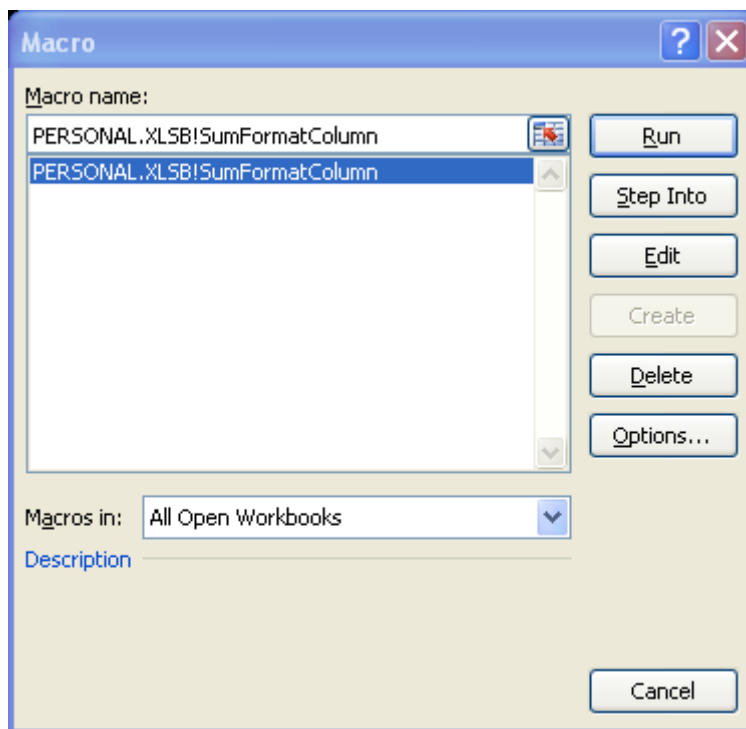 Macro
Macro name:
PERSONAL.XLSB!SumFormatColumn
PERSONAL.XLSB!SumFormatColumn
Run
Step Into
Edit
Create
Delete
Options...
Macros in: All Open Workbooks
Description
Cancel